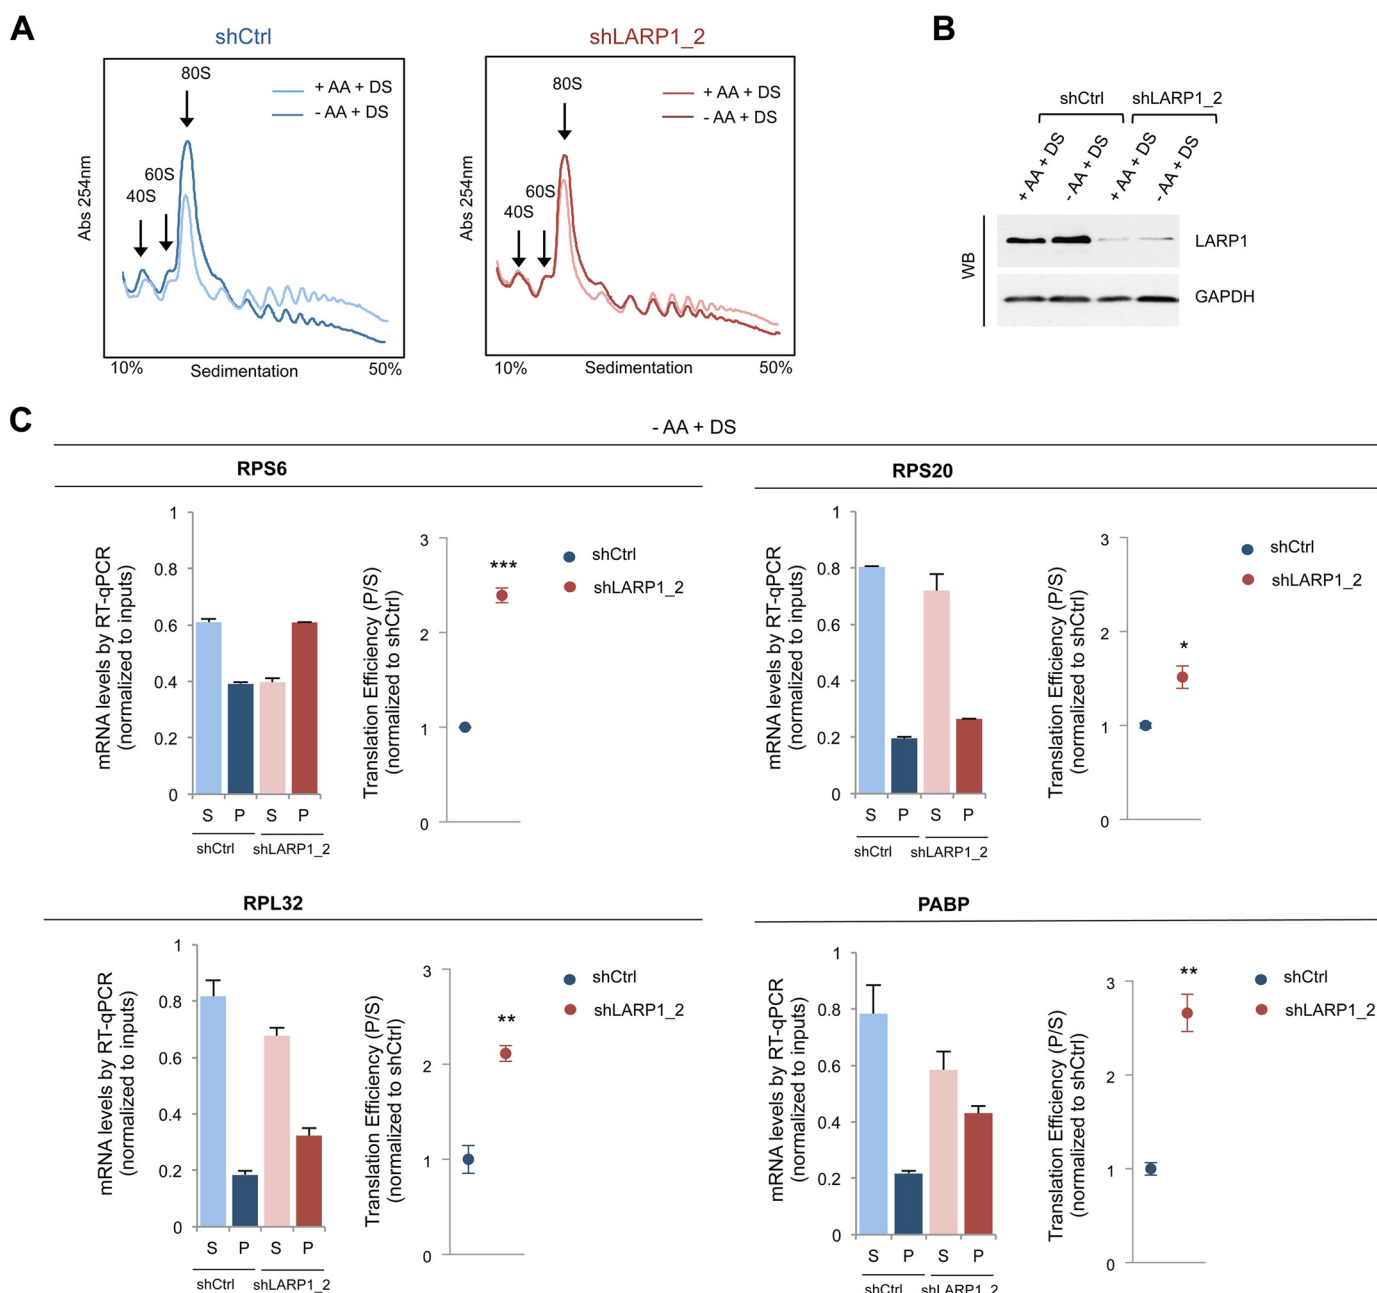 A
shCtrl
shLARP1_2
B
80S
60S
40S
+ AA + DS
- AA + DS
Abs 254nm
10%
Sedimentation
50%
80S
60S
40S
+ AA + DS
- AA + DS
Abs 254nm
10%
Sedimentation
50%
shCtrl
shLARP1_2
+ AA + DS
- AA + DS
+ AA + DS
- AA + DS
WB
LARP1
GAPDH
C
- AA + DS
RPS6
mRNA levels by RT-qPCR
(normalized to inputs)
1
0.8
0.6
0.4
0.2
0
S P S P
shCtrl shLARP1_2
Translation Efficiency (P/S)
(normalized to shCtrl)
3
2
1
0
***
shCtrl
shLARP1_2
RPS20
mRNA levels by RT-qPCR
(normalized to inputs)
1
0.8
0.6
0.4
0.2
0
S P S P
shCtrl shLARP1_2
Translation Efficiency (P/S)
(normalized to shCtrl)
3
2
1
0
*
shCtrl
shLARP1_2
RPL32
mRNA levels by RT-qPCR
(normalized to inputs)
1
0.8
0.6
0.4
0.2
0
S P S P
shCtrl shLARP1_2
Translation Efficiency (P/S)
(normalized to shCtrl)
3
2
1
0
**
shCtrl
shLARP1_2
PABP
mRNA levels by RT-qPCR
(normalized to inputs)
1
0.8
0.6
0.4
0.2
0
S P S P
shCtrl shLARP1_2
Translation Efficiency (P/S)
(normalized to shCtrl)
3
2
1
0
**
shCtrl
shLARP1_2